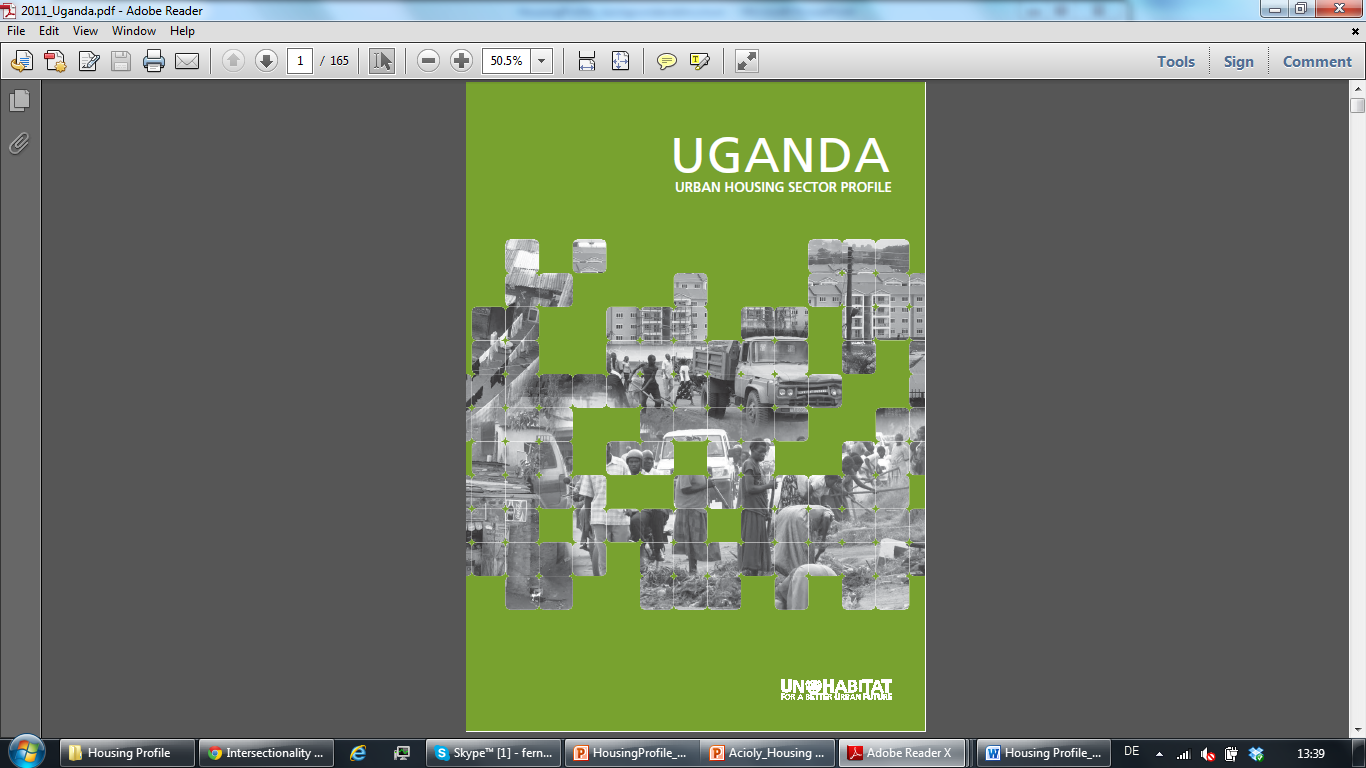 2011_Uganda.pdf - Adobe Reader
File Edit View Window Help
1 / 165 50.5% Tools Sign Comment
UGANDA
URBAN HOUSING SECTOR PROFILE
UN HABITAT
FOR A BETTER URBAN FUTURE
Housing Profile Intersectionality ... Skype™ [1] - fern... HousingProfile_... Acioly_Housing ... Adobe Reader X Housing Profile_... DE 13:39